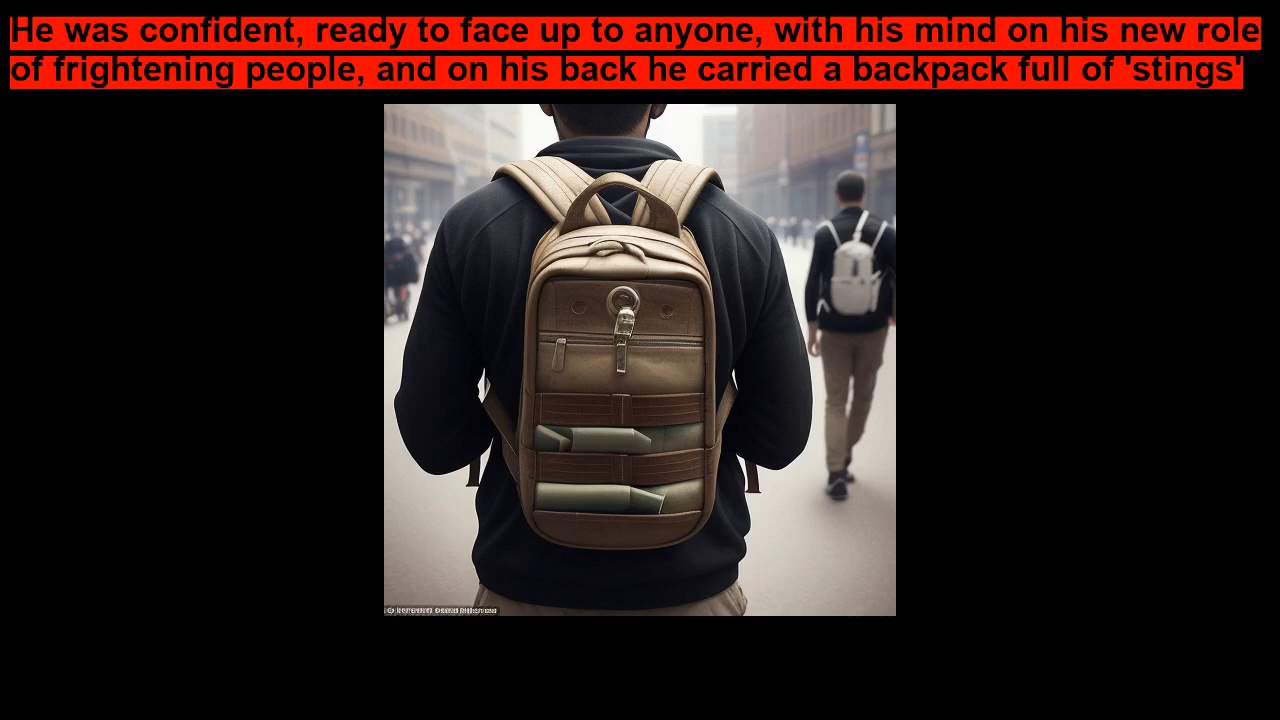 He was confident, ready to face up to anyone, with his mind on his new role
of frightening people, and on his back he carried a backpack full of 'stings'